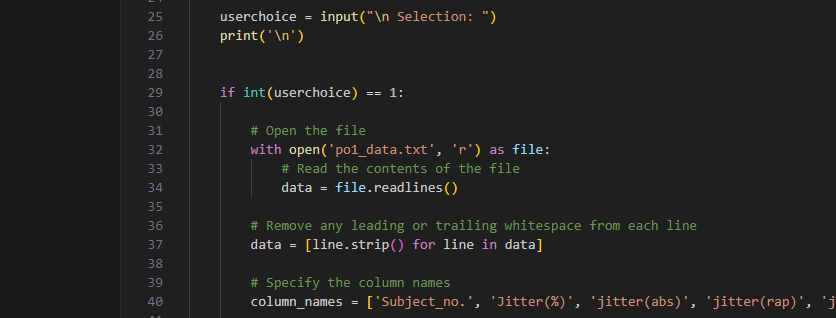 25 userchoice = input("\n Selection: ")
26 print('\n')
27
28
29 if int(userchoice) == 1:
30
31 # Open the file
32 with open('po1_data.txt', 'r') as file:
33 # Read the contents of the file
34 data = file.readlines()
35
36 # Remove any leading or trailing whitespace from each line
37 data = [line.strip() for line in data]
38
39 # Specify the column names
40 column_names = ['Subject_no.', 'Jitter(%)', 'jitter(abs)', 'jitter(rap)', 'j